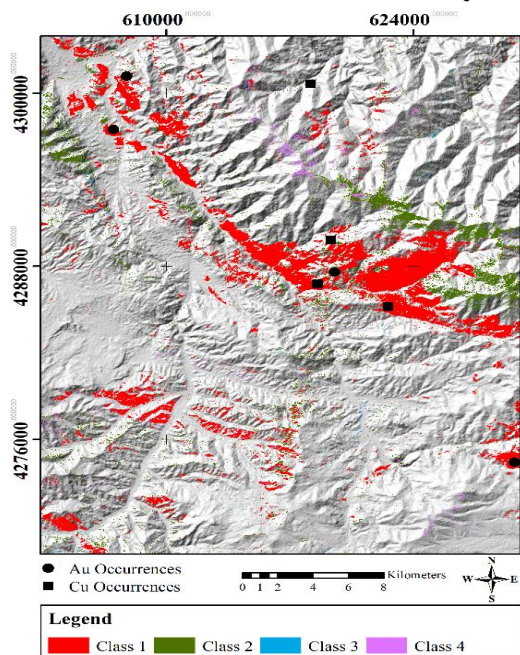 610000 624000
4300000
4288000
4276000
Au Occurrences
Cu Occurrences
0 1 2 4 6 8 Kilometers
N
W E
S
Legend
Class 1 Class 2 Class 3 Class 4